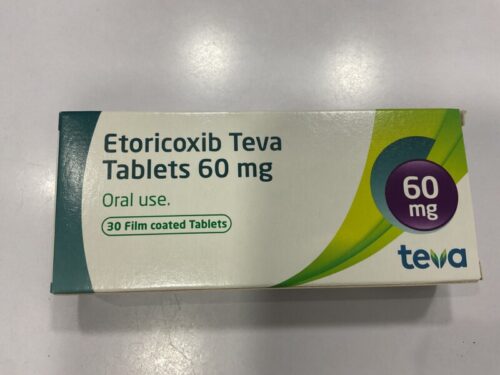 Etoricoxib Teva
Tablets 60 mg
Oral use.
30 Film coated Tablets
60
mg
teva